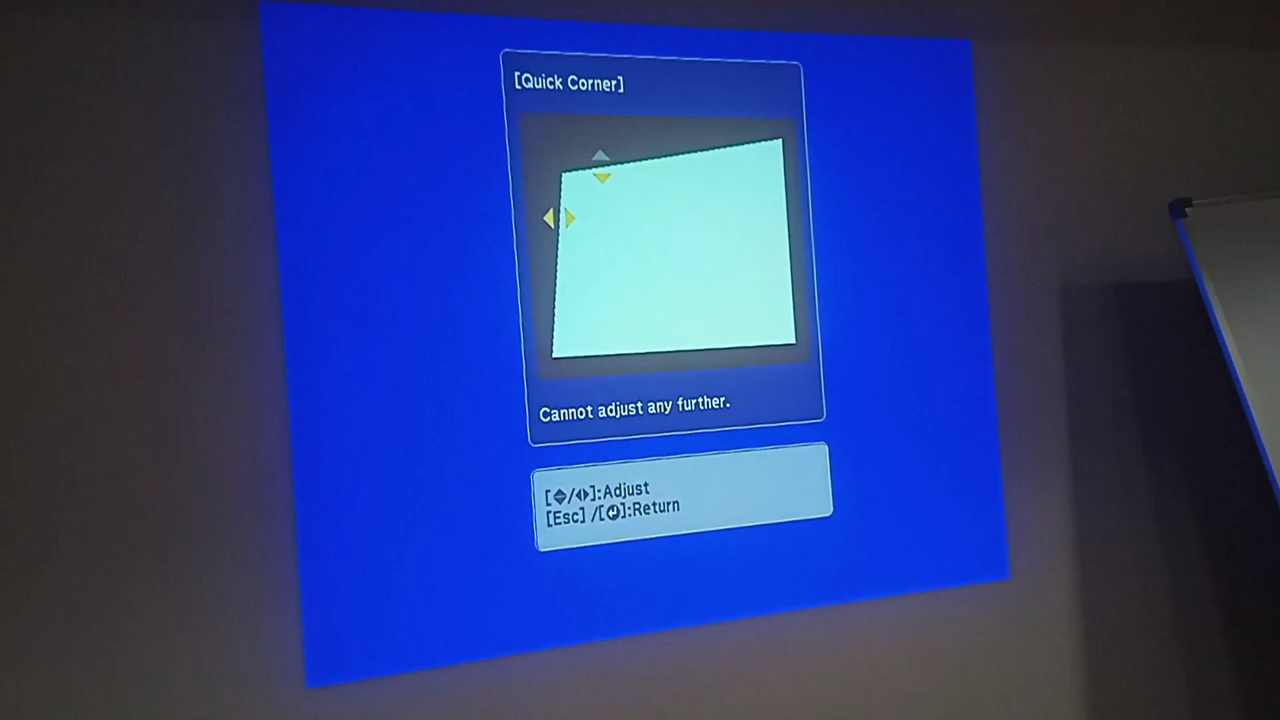 [Quick Corner]
Cannot adjust any further.
[◆/◀▶]:Adjust
[Esc] /[↵]:Return